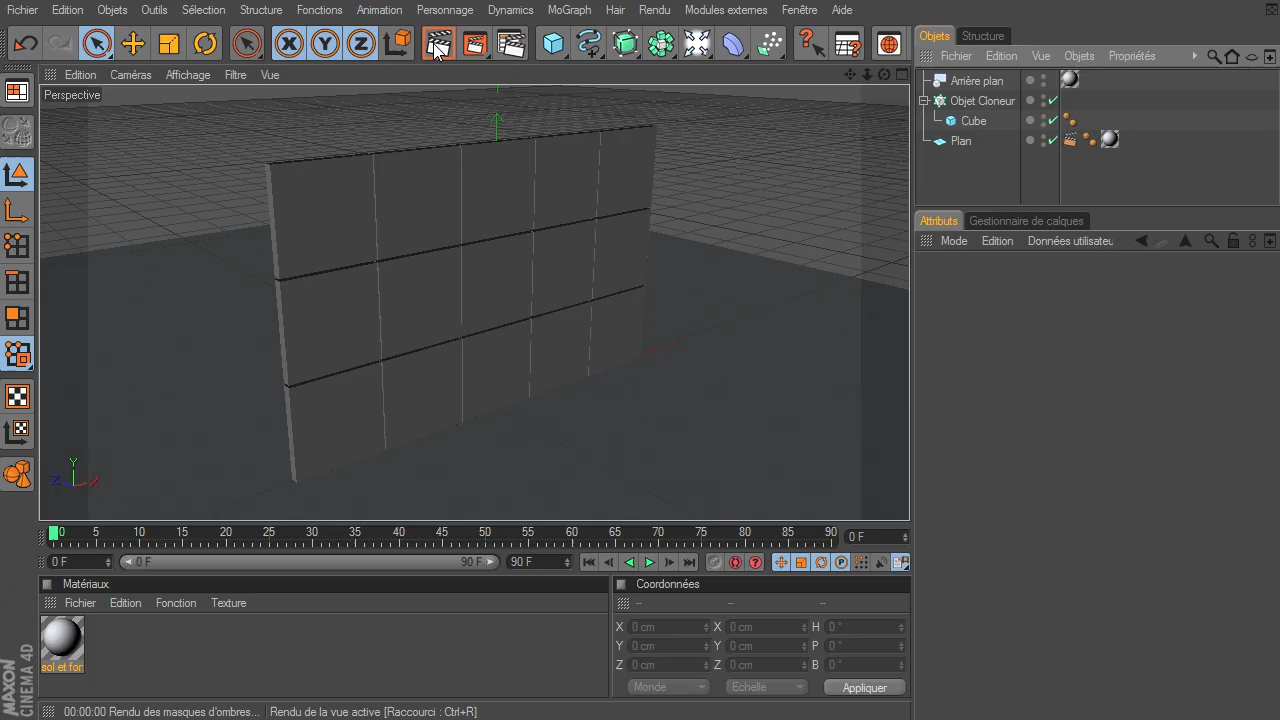 Fichier Edition Objets Outils Sélection Structure Fonctions Animation Personnage Dynamics MoGraph Hair Rendu Modules externes Fenêtre Aide
X Y Z
Objets Structure
Fichier Edition Vue Objets Propriétés
Edition Caméras Affichage Filtre Vue
Perspective
Arrière plan
Objet Cloneur
Cube
Plan
Attributs Gestionnaire de calques
Mode Edition Données utilisateu
Y
Z X
0 5 10 15 20 25 30 35 40 45 50 55 60 65 70 75 80 85 90 0 F
0 F 0 F 90 F 90 F
Matériaux
Fichier Edition Fonction Texture
sol et for
Coordonnées
-- -- --
X 0 cm X 0 cm H 0 °
Y 0 cm Y 0 cm P 0 °
Z 0 cm Z 0 cm B 0 °
Monde Echelle Appliquer
MAXON
CINEMA 4D
00:00:00 Rendu des masques d'ombres... Rendu de la vue active [Raccourci : Ctrl+R]